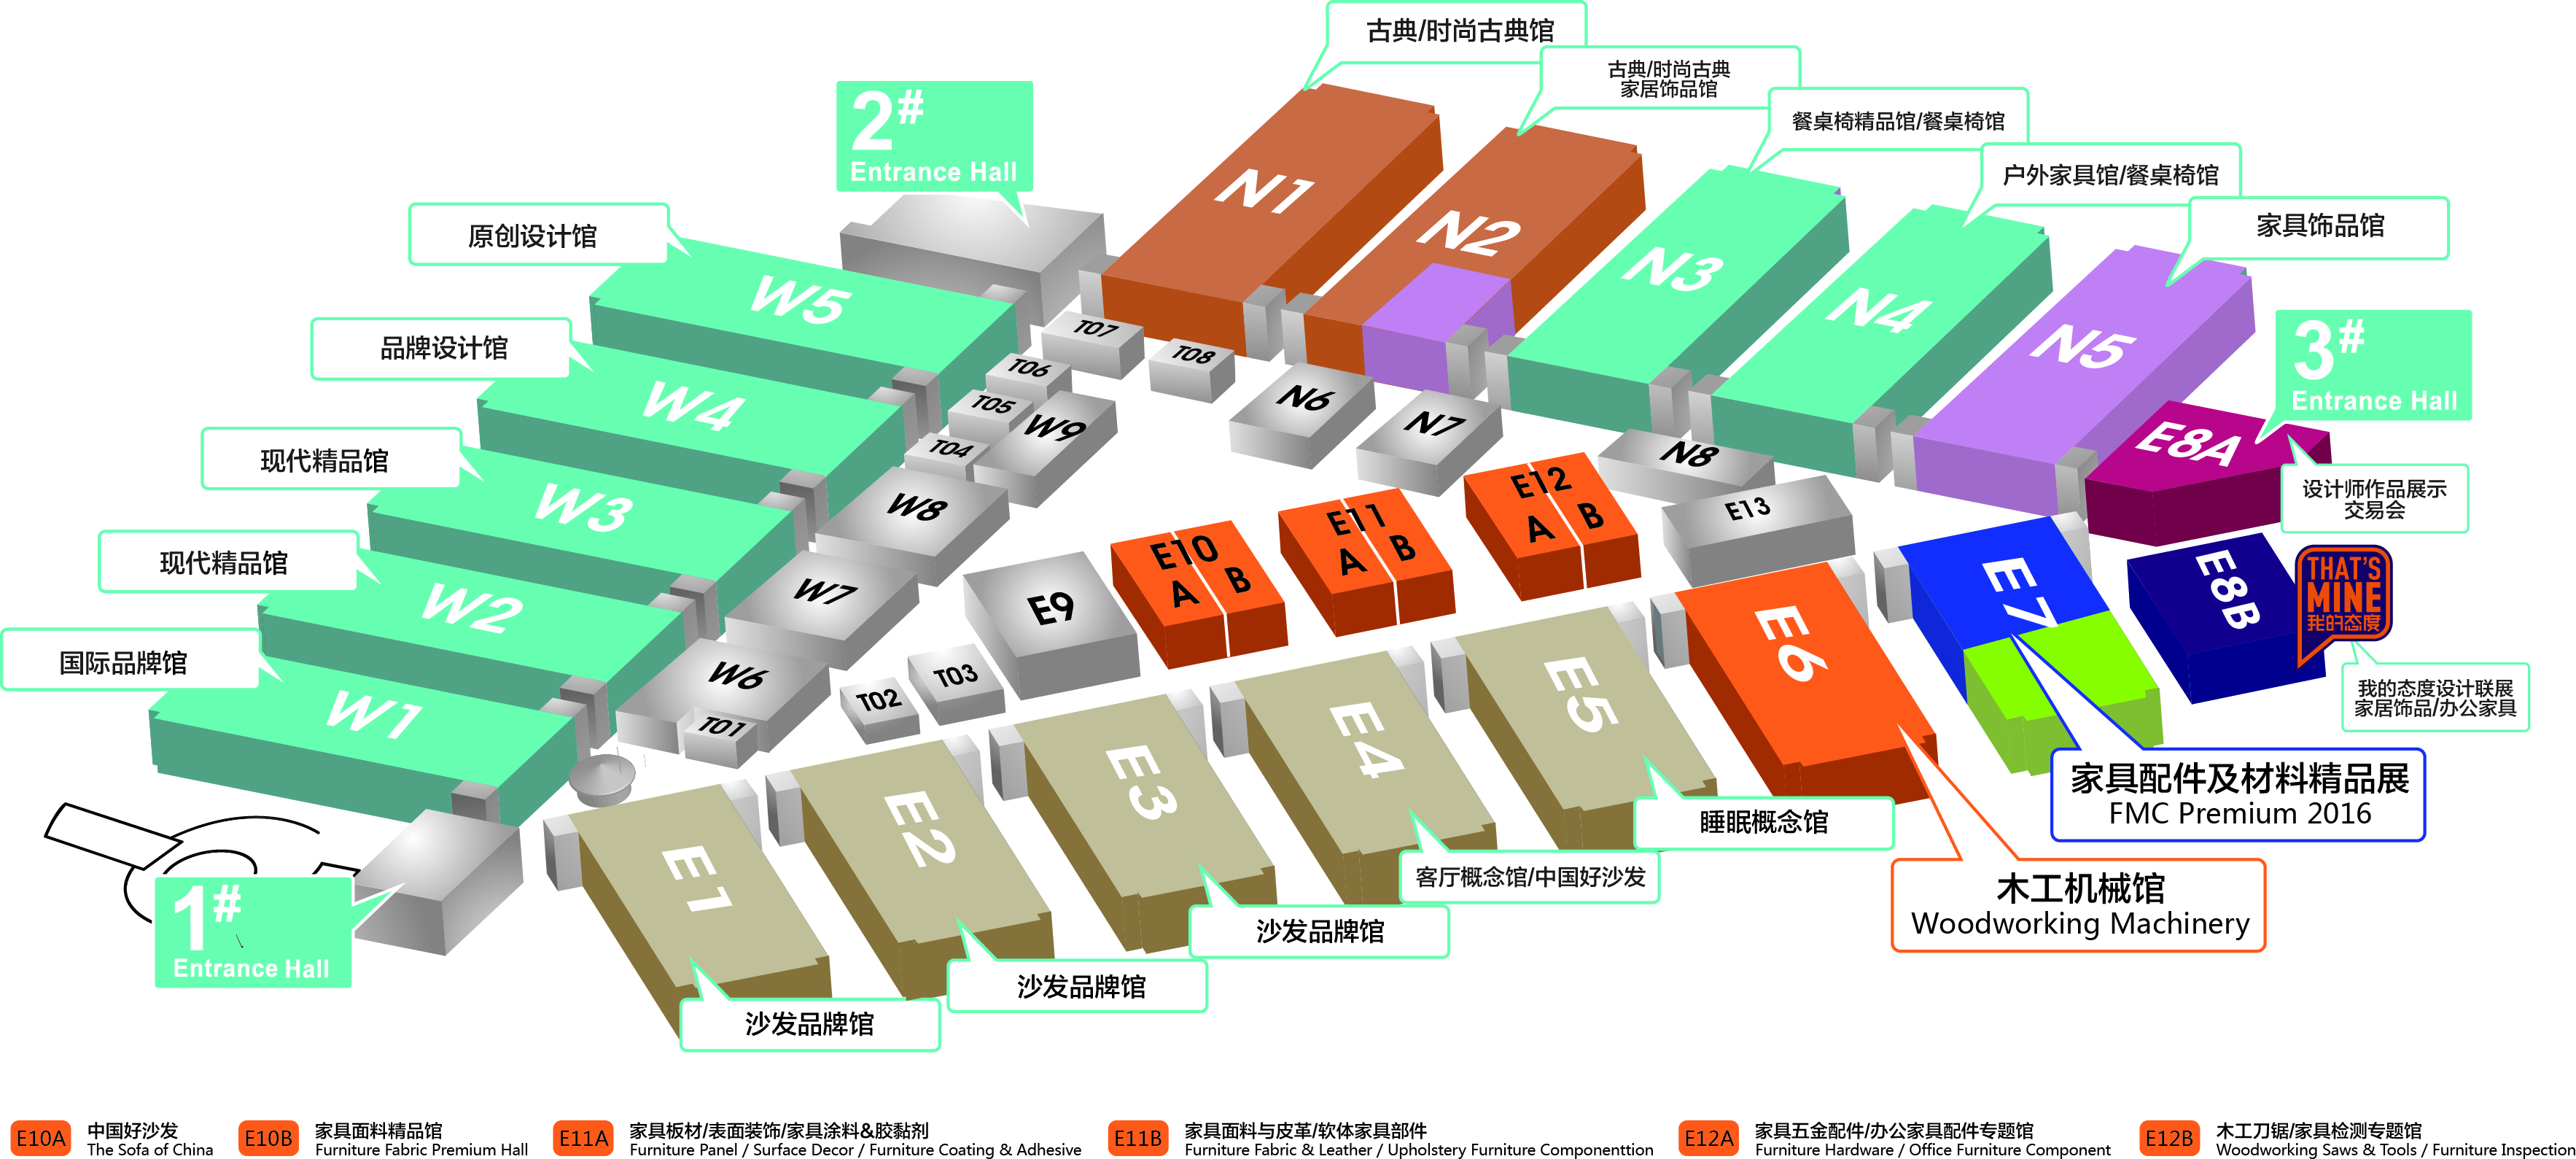 古典/时尚古典馆
古典/时尚古典
家居饰品馆
2#
Entrance Hall
餐桌椅精品馆/餐桌椅馆
户外家具馆/餐桌椅馆
家具饰品馆
原创设计馆
品牌设计馆
现代精品馆
现代精品馆
国际品牌馆
N1
N2
N3
N4
N5
3#
Entrance Hall
W5
W4
W3
W2
W1
T07
T08
T06
T05
T04
W9
W8
W7
W6
T01
T02
T03
N6
N7
N8
E8A
设计师作品展示
交易会
E9
E10
A
B
E11
A
B
E12
A
B
E13
E8B
THAT'S
MINE
我的态度
我的态度设计联展
家居饰品/办公家具
E1
E2
E3
E4
E5
E6
E7
家具配件及材料精品展
FMC Premium 2016
睡眠概念馆
木工机械馆
Woodworking Machinery
客厅概念馆/中国好沙发
沙发品牌馆
沙发品牌馆
沙发品牌馆
1#
Entrance Hall
E10A 中国好沙发
The Sofa of China
E10B 家具面料精品馆
Furniture Fabric Premium Hall
E11A 家具板材/表面装饰/家具涂料&胶黏剂
Furniture Panel / Surface Decor / Furniture Coating & Adhesive
E11B 家具面料与皮革/软体家具部件
Furniture Fabric & Leather / Upholstery Furniture Componenttion
E12A 家具五金配件/办公家具配件专题馆
Furniture Hardware / Office Furniture Component
E12B 木工刀锯/家具检测专题馆
Woodworking Saws & Tools / Furniture Inspection